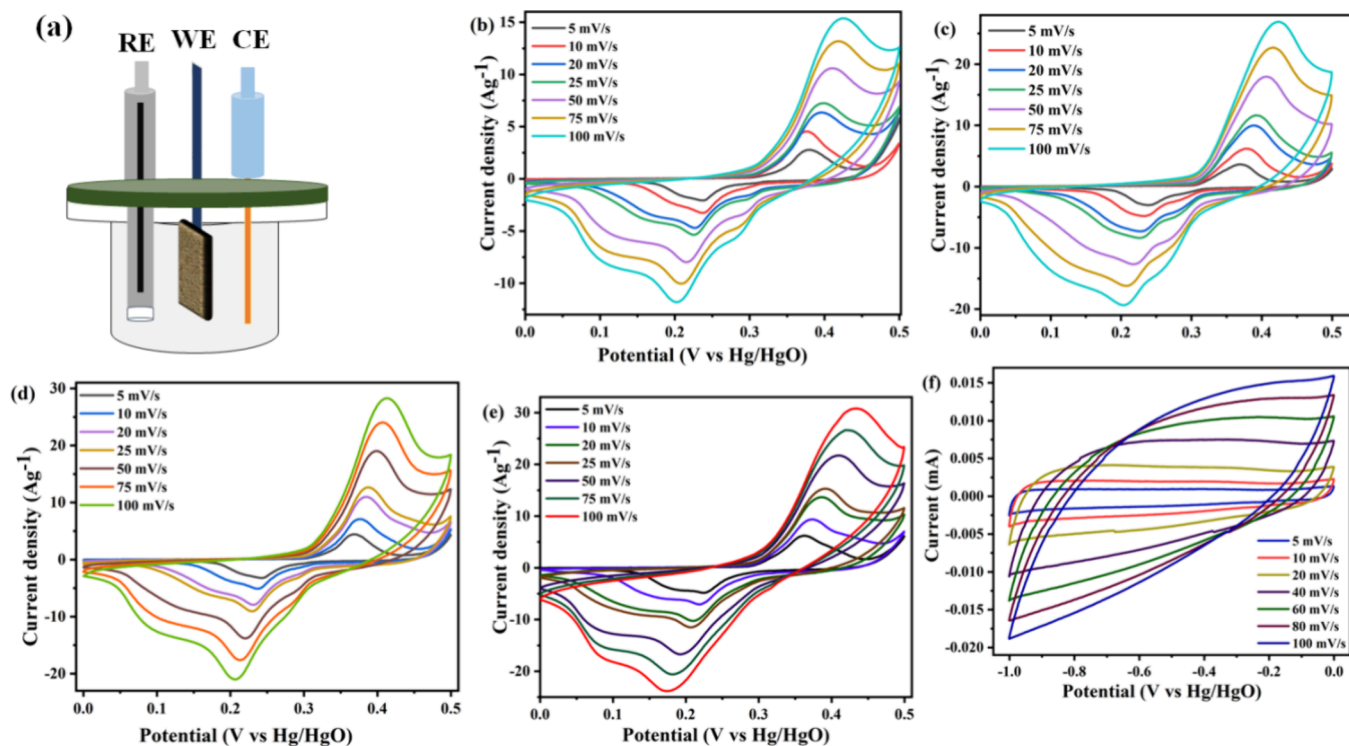 (a)
RE WE CE
(b)
5 mV/s
10 mV/s
20 mV/s
25 mV/s
50 mV/s
75 mV/s
100 mV/s
Current density (Ag⁻¹)
15
10
5
0
-5
-10
0.0 0.1 0.2 0.3 0.4 0.5
Potential (V vs Hg/HgO)
(c)
5 mV/s
10 mV/s
20 mV/s
25 mV/s
50 mV/s
75 mV/s
100 mV/s
Current density (Ag⁻¹)
20
10
0
-10
-20
0.0 0.1 0.2 0.3 0.4 0.5
Potential (V vs Hg/HgO)
(d)
5 mV/s
10 mV/s
20 mV/s
25 mV/s
50 mV/s
75 mV/s
100 mV/s
Current density (Ag⁻¹)
30
20
10
0
-10
-20
0.0 0.1 0.2 0.3 0.4 0.5
Potential (V vs Hg/HgO)
(e)
5 mV/s
10 mV/s
20 mV/s
25 mV/s
50 mV/s
75 mV/s
100 mV/s
Current density (Ag⁻¹)
30
20
10
0
-10
-20
0.0 0.1 0.2 0.3 0.4 0.5
Potential (V vs Hg/HgO)
(f)
Current (mA)
0.015
0.010
0.005
0.000
-0.005
-0.010
-0.015
-0.020
5 mV/s
10 mV/s
20 mV/s
40 mV/s
60 mV/s
80 mV/s
100 mV/s
-1.0 -0.8 -0.6 -0.4 -0.2 0.0
Potential (V vs Hg/HgO)